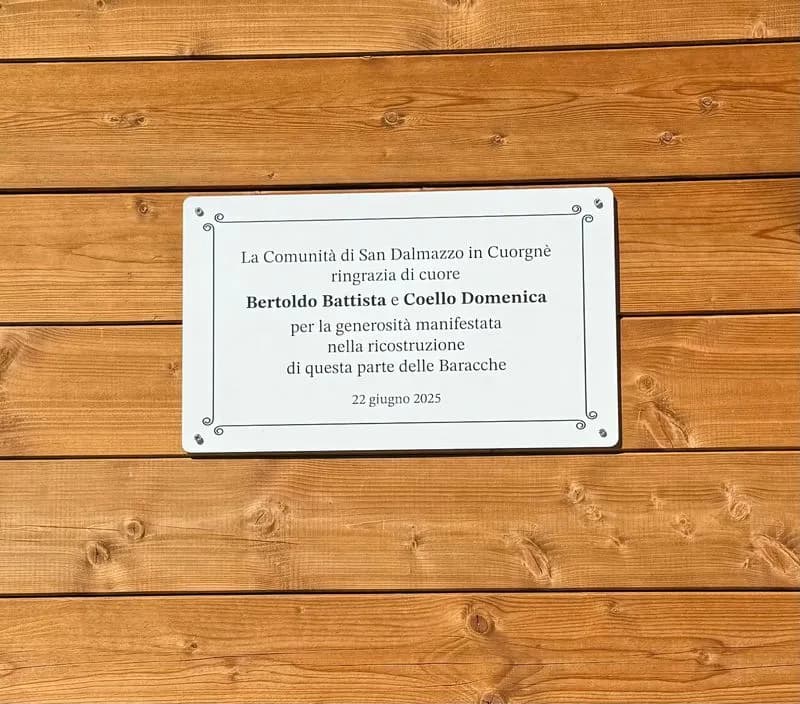 La Comunità di San Dalmazzo in Cuorgnè
ringrazia di cuore
Bertoldo Battista e Coello Domenica
per la generosità manifestata
nella ricostruzione
di questa parte delle Baracche
22 giugno 2025